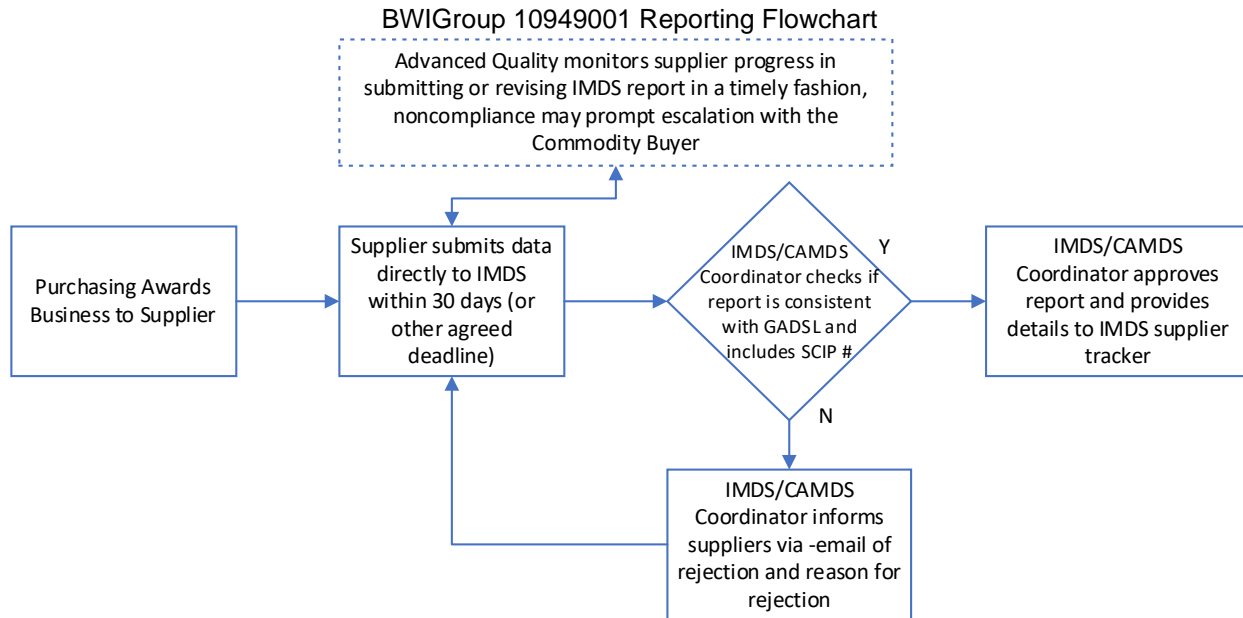 BWIGroup 10949001 Reporting Flowchart
Advanced Quality monitors supplier progress in
submitting or revising IMDS report in a timely fashion,
noncompliance may prompt escalation with the
Commodity Buyer
Purchasing Awards
Business to Supplier
Supplier submits data
directly to IMDS
within 30 days (or
other agreed
deadline)
IMDS/CAMDS
Coordinator checks if
report is consistent
with GADSL and
includes SCIP #
Y
IMDS/CAMDS
Coordinator approves
report and provides
details to IMDS supplier
tracker
N
IMDS/CAMDS
Coordinator informs
suppliers via -email of
rejection and reason for
rejection